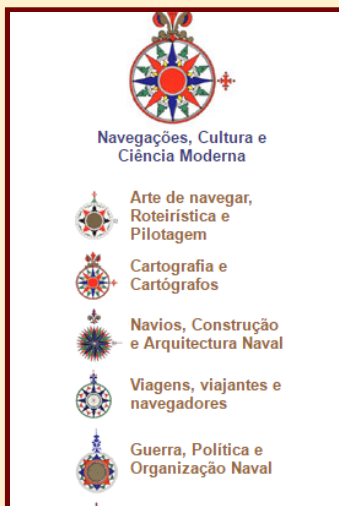 Navegações, Cultura e
Ciência Moderna
Arte de navegar,
Roteirística e
Pilotagem
Cartografia e
Cartógrafos
Navios, Construção
e Arquitectura Naval
Viagens, viajantes e
navegadores
Guerra, Política e
Organização Naval